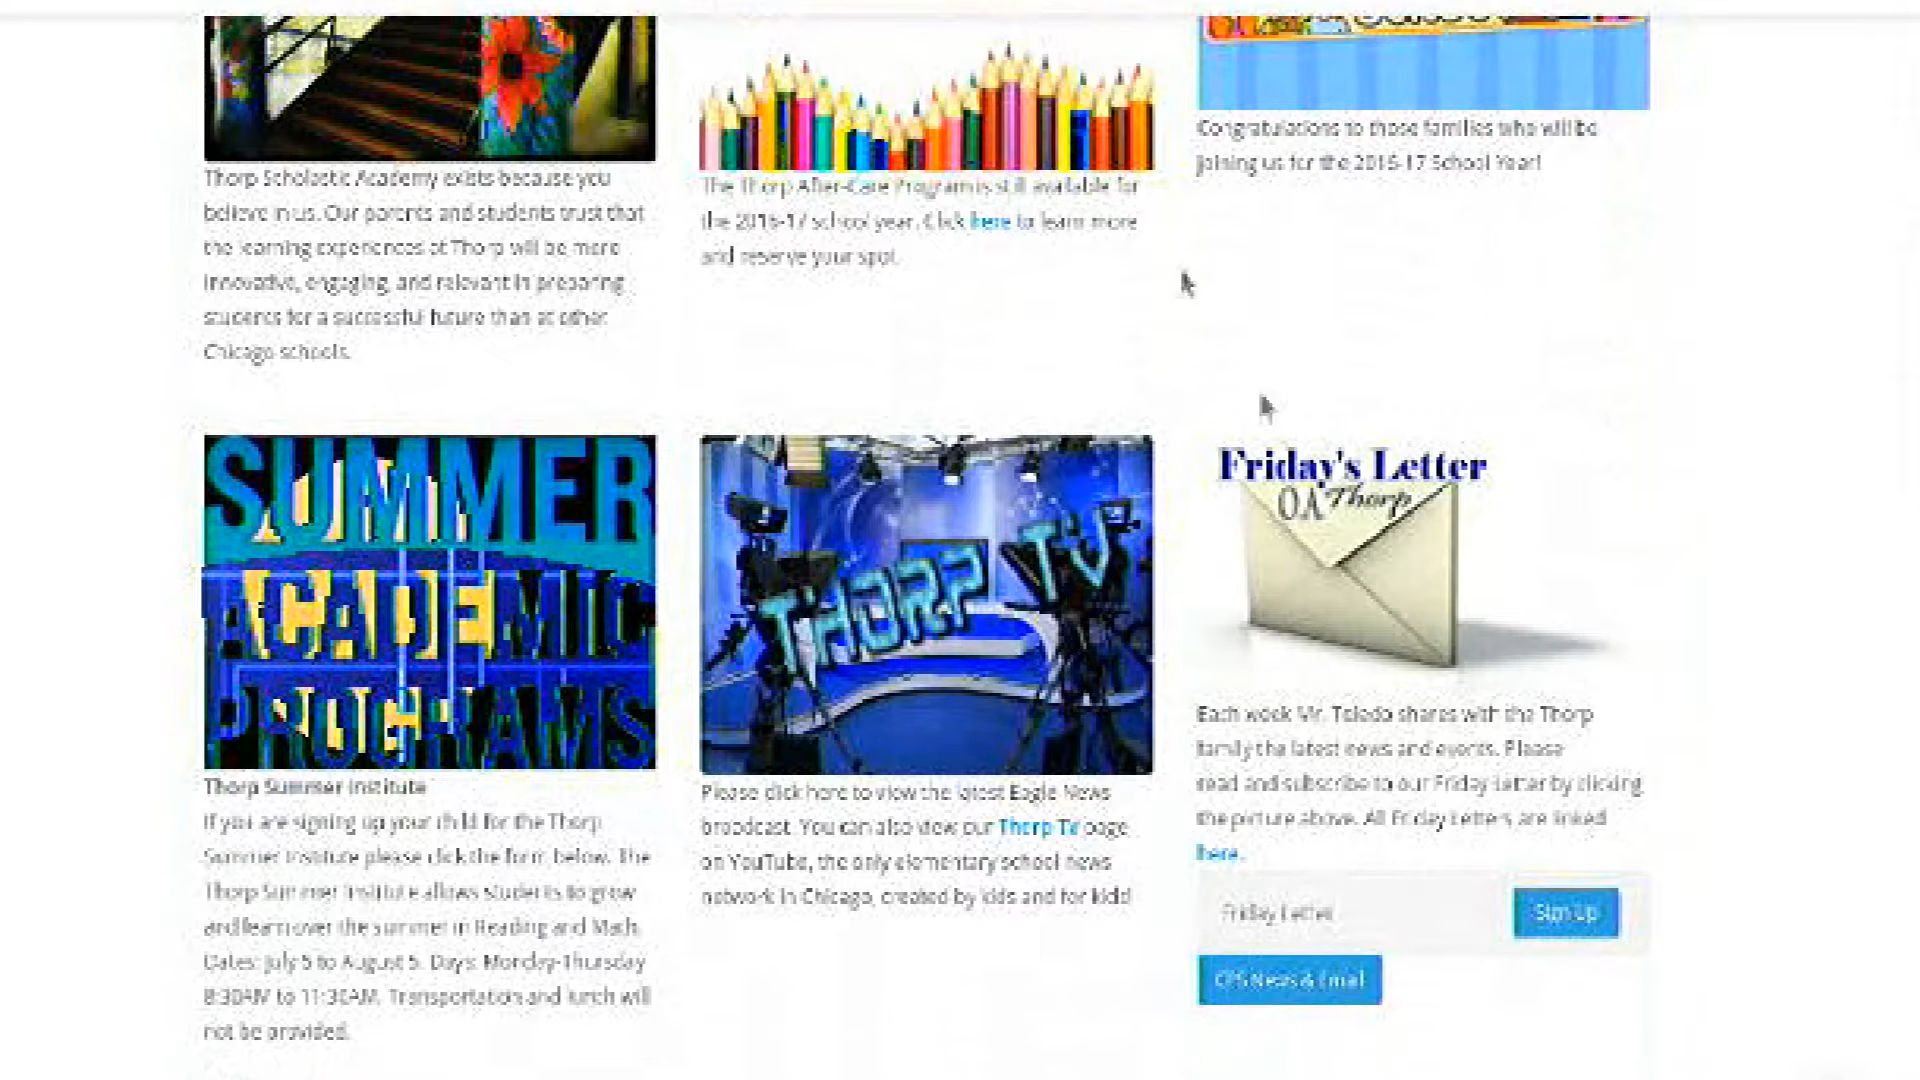 Thorp Scholastic Academy exists because you
believe in us. Our parents and students trust that
the learning experiences at Thorp will be more
innovative, engaging, and relevant in preparing
students for a successful future than at other
Chicago schools.
The Thorp After-Care Program is still available for
the 2016-17 school year. Click here to learn more
and reserve your spot.
Congratulations to those families who will be
joining us for the 2016-17 School Year!
SUMMER
ACADEMIC
PROGRAMS
Thorp Summer Institute
If you are signing up your child for the Thorp
Summer Institute please click the form below. The
Thorp Summer Institute allows students to grow
and learn over the summer in Reading and Math.
Dates: July 5 to August 5. Days: Monday-Thursday
8:30AM to 11:30AM. Transportation and lunch will
not be provided.
THORP TV
Please click here to view the latest Eagle News
broadcast. You can also view our Thorp TV page
on YouTube, the only elementary school news
network in Chicago, created by kids and for kids!
Friday's Letter
OA Thorp
Each week Mr. Toledo shares with the Thorp
family the latest news and events. Please
read and subscribe to our Friday Letter by clicking
the picture above. All Friday Letters are linked
here.
Friday Letter
Sign Up
CPS News & Email